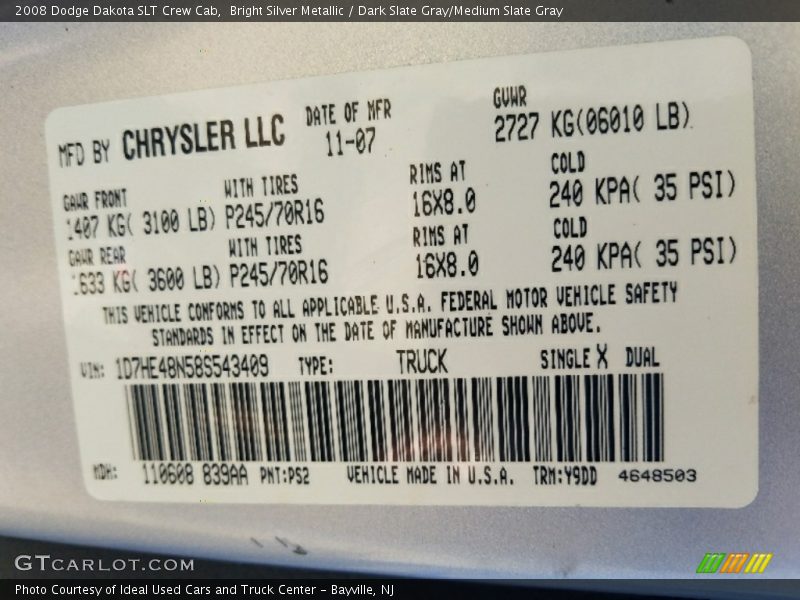 2008 Dodge Dakota SLT Crew Cab, Bright Silver Metallic / Dark Slate Gray/Medium Slate Gray
MFD BY CHRYSLER LLC DATE OF MFR GVWR
11-07 2727 KG(06010 LB)
GAWR FRONT WITH TIRES RIMS AT COLD
1407 KG( 3100 LB) P245/70R16 16X8.0 240 KPA( 35 PSI)
GAWR REAR WITH TIRES RIMS AT COLD
1633 KG( 3600 LB) P245/70R16 16X8.0 240 KPA( 35 PSI)
THIS VEHICLE CONFORMS TO ALL APPLICABLE U.S.A. FEDERAL MOTOR VEHICLE SAFETY
STANDARDS IN EFFECT ON THE DATE OF MANUFACTURE SHOWN ABOVE.
VIN: 1D7HE48N58S543409 TYPE: TRUCK SINGLE X DUAL
MDH: 110608 839AA PNT:PS2 VEHICLE MADE IN U.S.A. TRM:Y9DD 4648503
GTCARLOT.COM
Photo Courtesy of Ideal Used Cars and Truck Center - Bayville, NJ